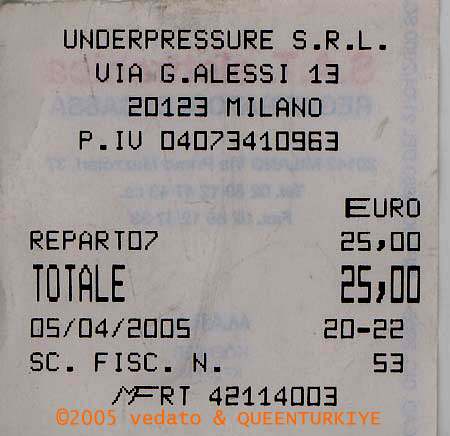 UNDERPRESSURE S.R.L.
VIA G.ALESSI 13
20123 MILANO
P.IV 04073410963
EURO
REPARTO7 25,00
TOTALE 25,00
05/04/2005 20-22
SC. FISC. N. 53
MFRT 42114003
©2005 vedato & QUEENTURKIYE